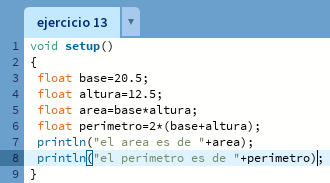 ejercicio 13
1 void setup()
2 {
3 float base=20.5;
4 float altura=12.5;
5 float area=base*altura;
6 float perimetro=2*(base+altura);
7 println("el area es de "+area);
8 println("el perimetro es de "+perimetro);
9 }